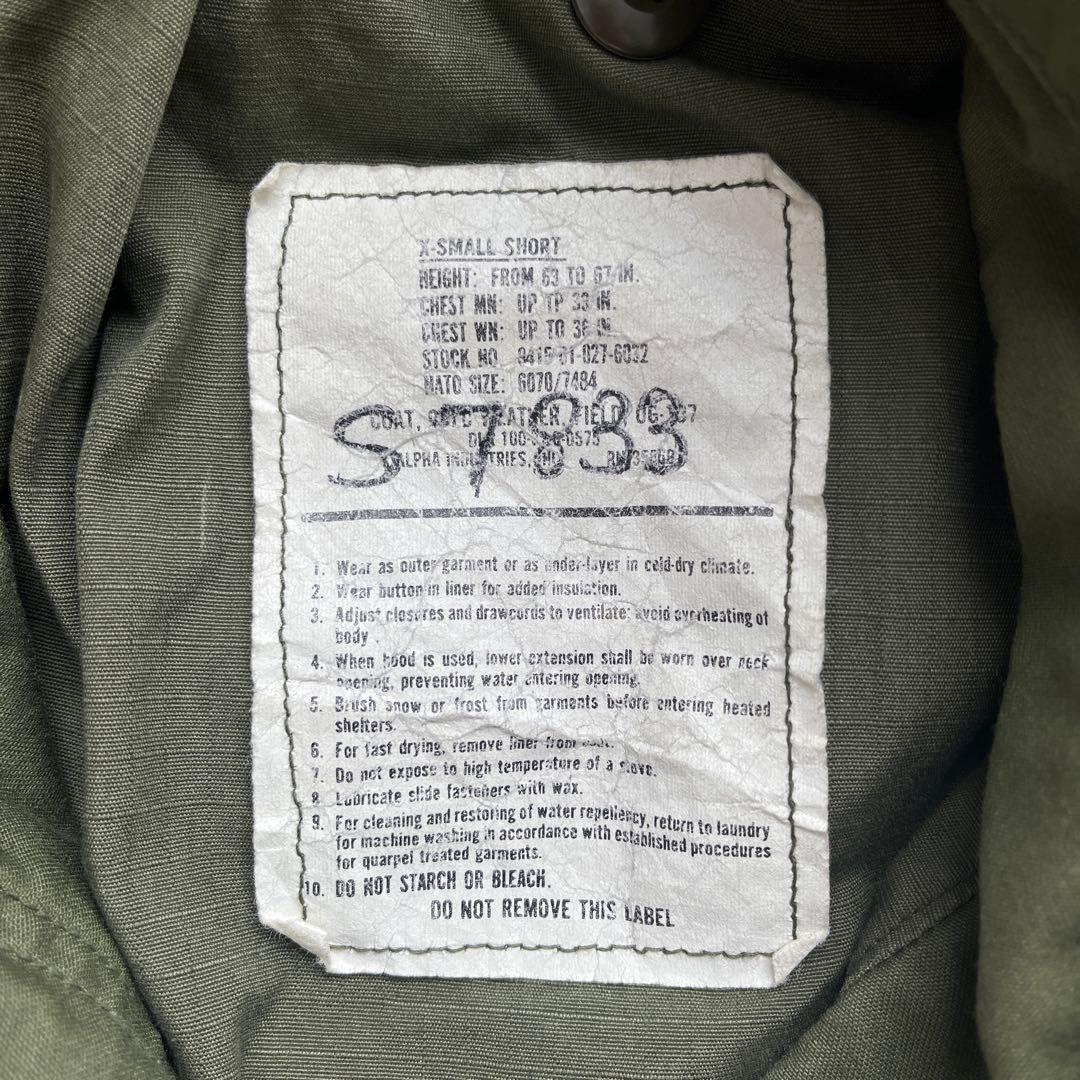 X-SMALL SHORT
HEIGHT: FROM 63 TO 67 IN.
CHEST MN: UP TP 33 IN.
CHEST WN: UP TO 36 IN.
STOCK NO. 8415-01-027-6032
NATO SIZE: 6070/7484
COAT, WEATHER, FIELD, OG-107
S 7833
ALPHA INDUSTRIES, INC.
1. Wear as outer garment or as under-layer in cold-dry climate.
2. Wear button-in liner for added insulation.
3. Adjust closures and drawcords to ventilate; avoid overheating of
body.
4. When hood is used, lower extension shall be worn over neck
opening, preventing water entering opening.
5. Brush snow or frost from garments before entering heated
shelters.
6. For fast drying, remove liner from coat.
7. Do not expose to high temperature of a stove.
8. Lubricate slide fasteners with wax.
9. For cleaning and restoring of water repellency, return to laundry
for machine washing in accordance with established procedures
for quarpel treated garments.
10. DO NOT STARCH OR BLEACH.
DO NOT REMOVE THIS LABEL